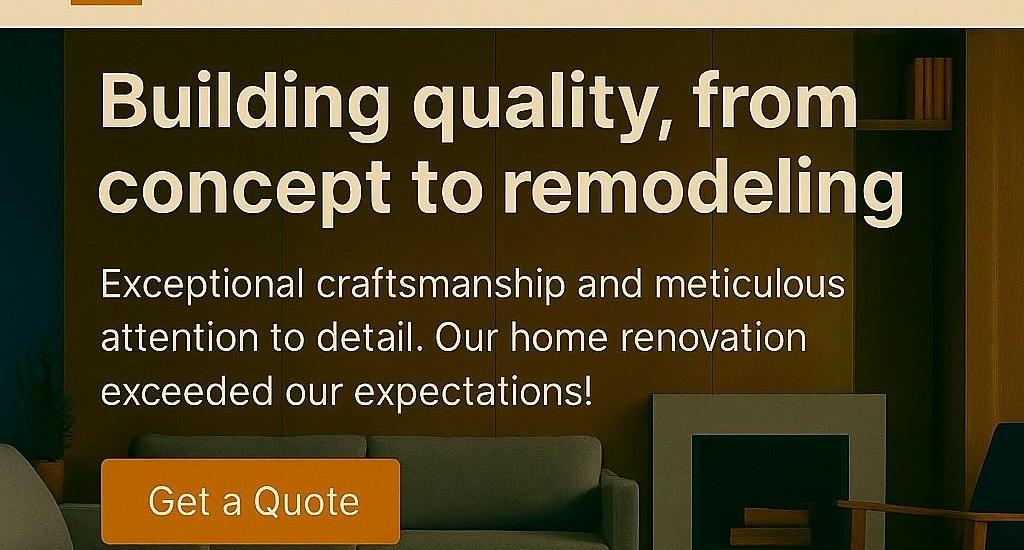 Building quality, from
concept to remodeling
Exceptional craftsmanship and meticulous
attention to detail. Our home renovation
exceeded our expectations!
Get a Quote